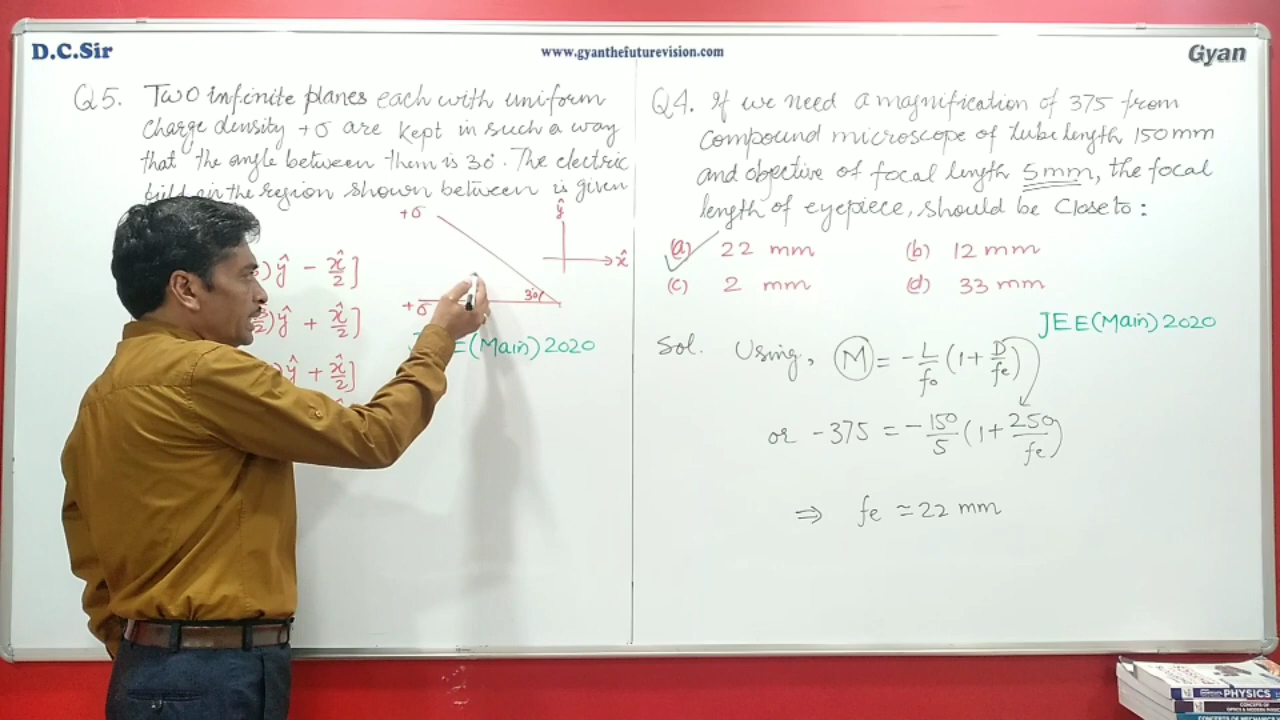 D.C.Sir
www.gyanthefuturevision.com
Gyan
Q5. Two infinite planes each with uniform
charge density +σ are kept in such a way
that the angle between them is 30°. The electric
field in the region shown between is given
+σ
ŷ
x̂
30°
+σ
)ŷ - x̂/2]
)ŷ + x̂/2]
)ŷ + x̂/2]
(Main) 2020
Q4. If we need a magnification of 375 from
compound microscope of tube length 150 mm
and objective of focal length 5mm, the focal
length of eyepiece, should be close to :
(a) 22 mm (b) 12 mm
(c) 2 mm (d) 33 mm
JEE (Main) 2020
Sol. Using, M = -L/fo (1 + D/fe)
or -375 = -150/5 (1 + 250/fe)
⇒ fe ≃ 22 mm
PHYSICS